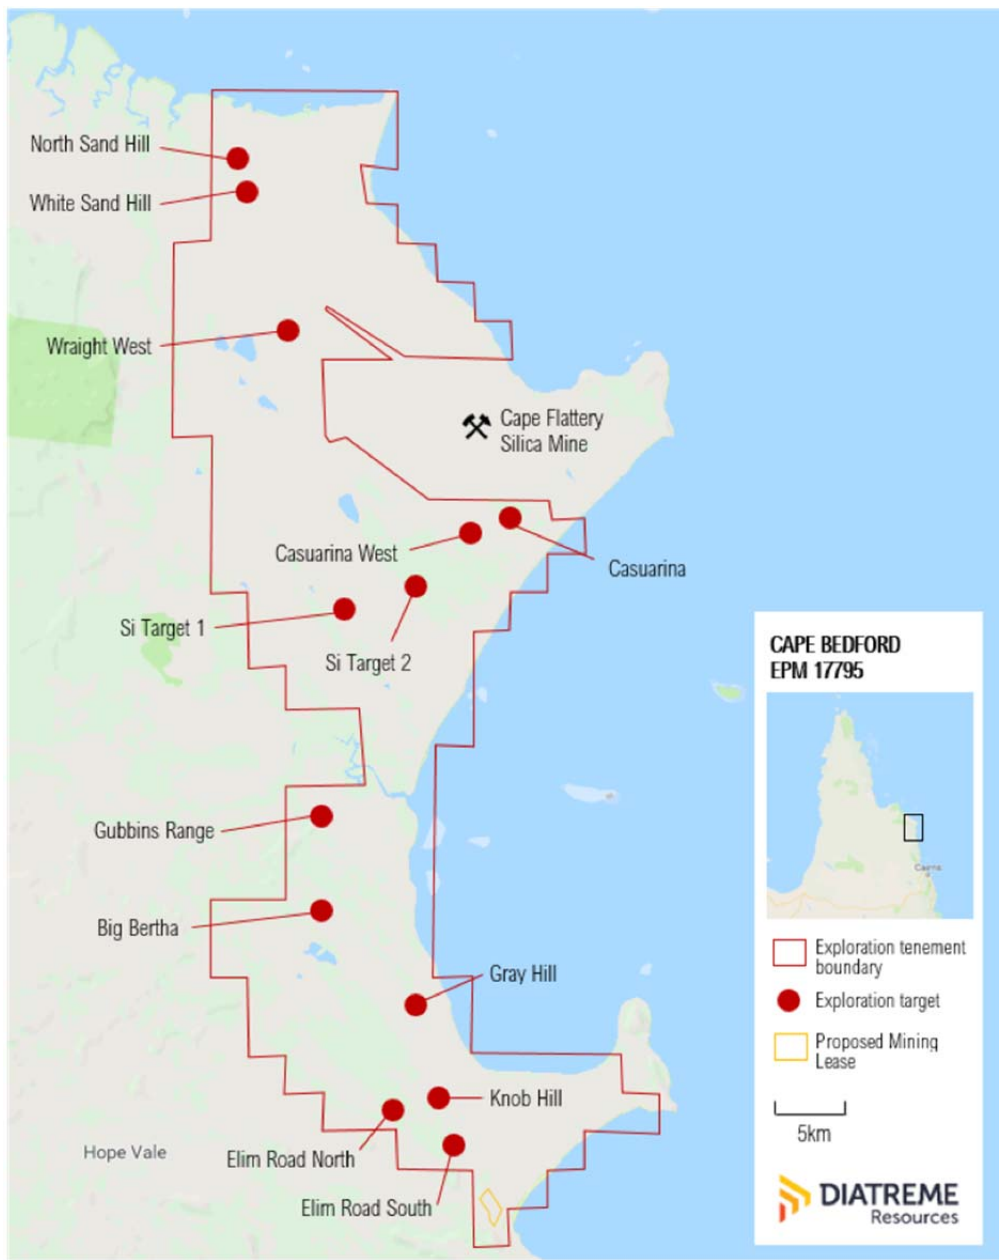 North Sand Hill
White Sand Hill
Wraight West
Cape Flattery
Silica Mine
Casuarina West
Casuarina
Si Target 1
Si Target 2
Gubbins Range
Big Bertha
Gray Hill
Knob Hill
Elim Road North
Elim Road South
Hope Vale
CAPE BEDFORD
EPM 17795
Cairns
Exploration tenement
boundary
Exploration target
Proposed Mining
Lease
5km
DIATREME
Resources